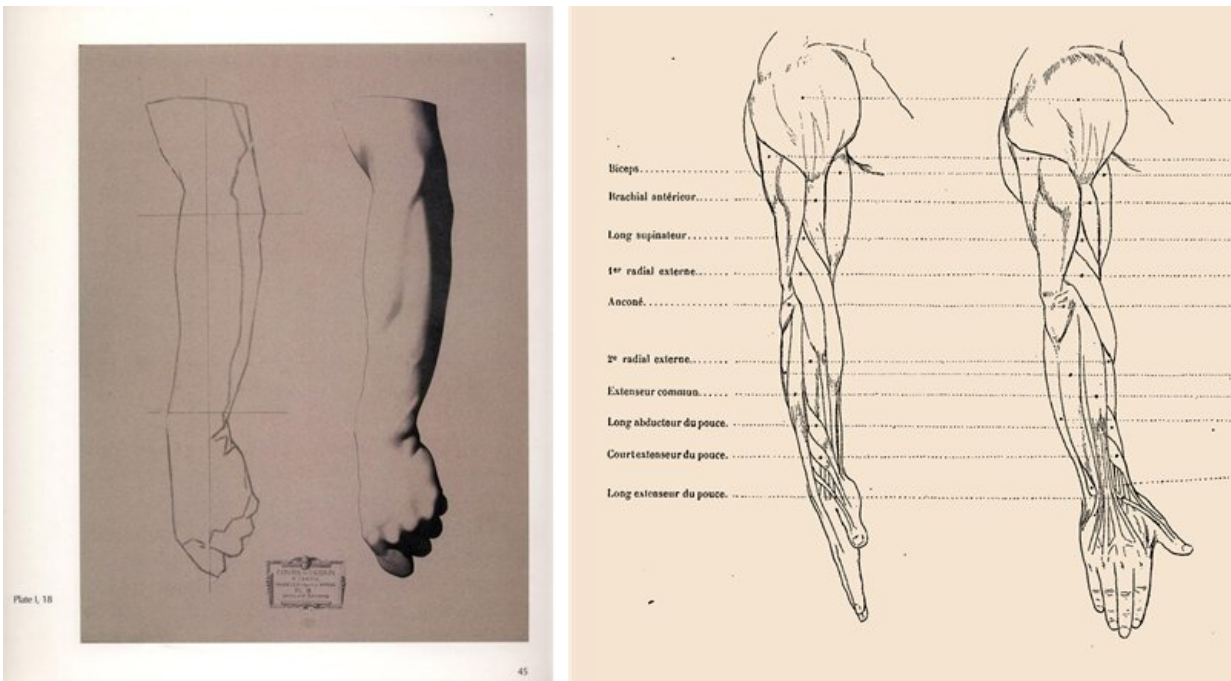 Plate I, 18
45
Biceps
Brachial antérieur
Long supinateur
1er radial externe
Anconé
2e radial externe
Extenseur commun
Long abducteur du pouce.
Court extenseur du pouce.
Long extenseur du pouce.